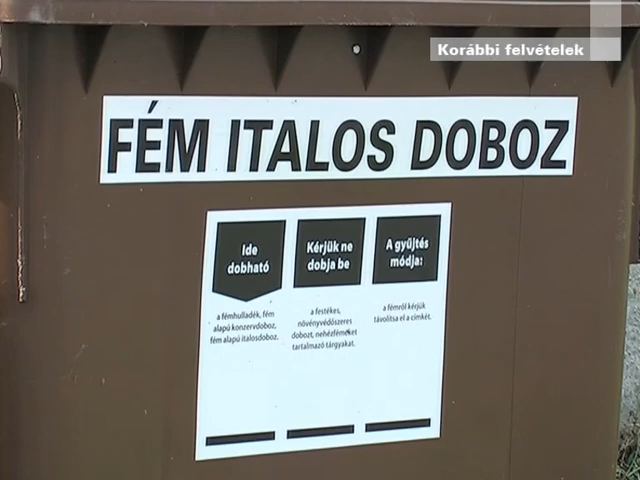 Korábbi felvételek
FÉM ITALOS DOBOZ
Ide
dobható
a fémhulladék, fém
alapú konzervdoboz,
fém alapú italosdoboz.
Kérjük ne
dobja be
a festékes,
növényvédőszeres
dobozt, nehézfémeket
tartalmazó tárgyakat.
A gyűjtés
módja:
a fémről kérjük
távolítsa el a címkét.